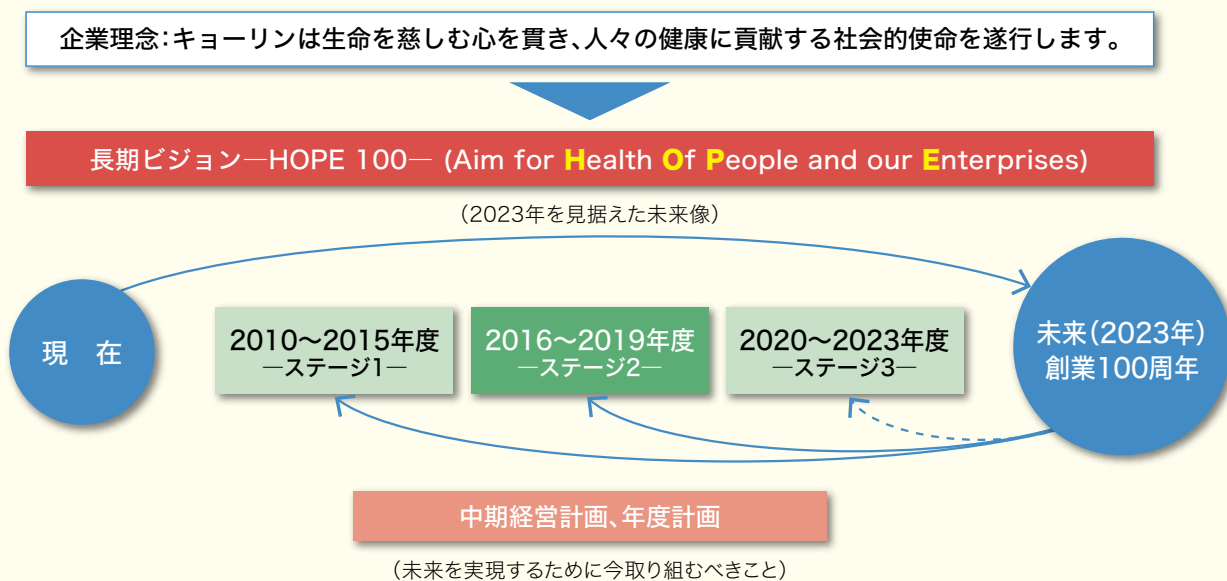 企業理念：キョーリンは生命を慈しむ心を貫き、人々の健康に貢献する社会的使命を遂行します。
長期ビジョン―HOPE 100― (Aim for Health Of People and our Enterprises)
（2023年を見据えた未来像）
現　在
2010〜2015年度
―ステージ1―
2016〜2019年度
―ステージ2―
2020〜2023年度
―ステージ3―
未来（2023年）
創業100周年
中期経営計画、年度計画
（未来を実現するために今取り組むべきこと）